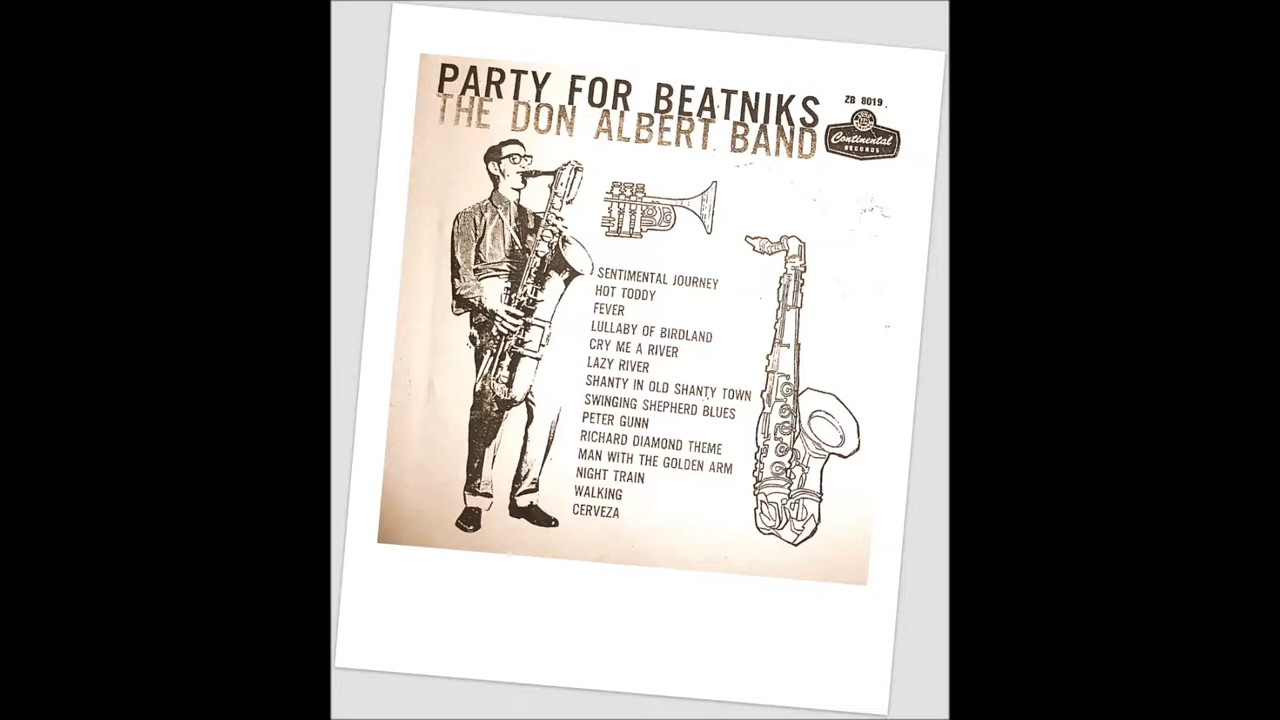 PARTY FOR BEATNIKS
THE DON ALBERT BAND
ZB 8019.
Continental
RECORDS
SENTIMENTAL JOURNEY
HOT TODDY
FEVER
LULLABY OF BIRDLAND
CRY ME A RIVER
LAZY RIVER
SHANTY IN OLD SHANTY TOWN
SWINGING SHEPHERD BLUES
PETER GUNN
RICHARD DIAMOND THEME
MAN WITH THE GOLDEN ARM
NIGHT TRAIN
WALKING
CERVEZA